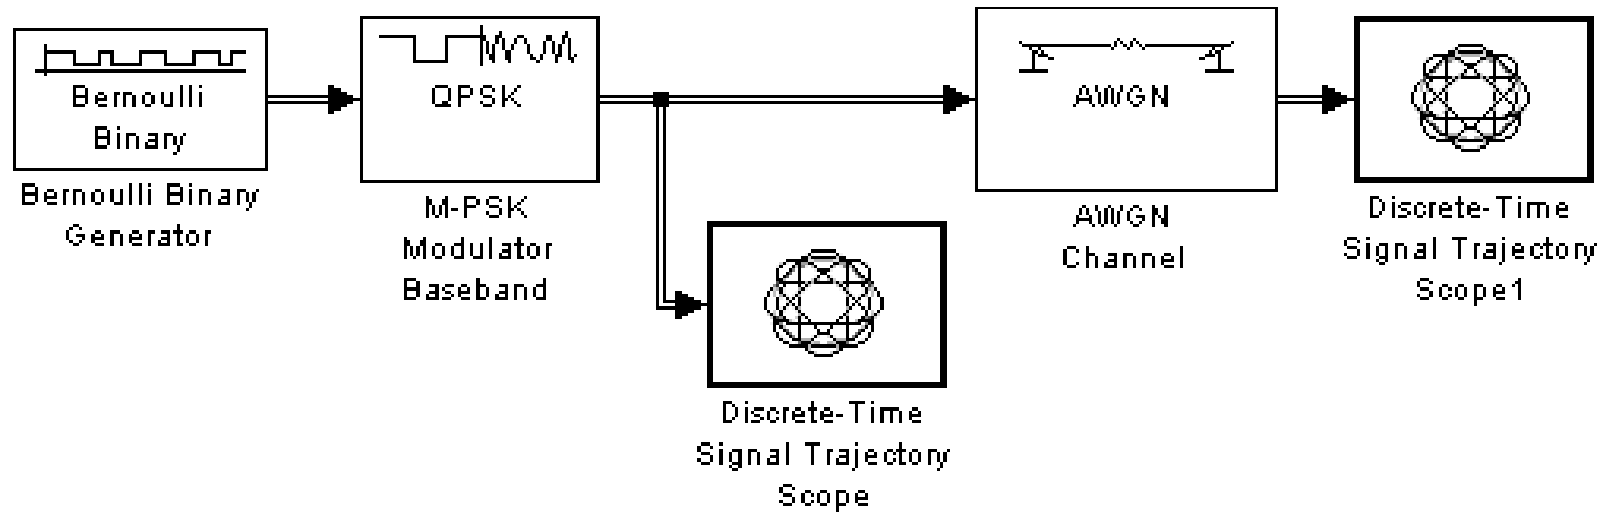 Bernoulli
Binary
Bernoulli Binary
Generator
QPSK
M-PSK
Modulator
Baseband
Discrete-Time
Signal Trajectory
Scope
AWGN
AWGN
Channel
Discrete-Time
Signal Trajectory
Scope1